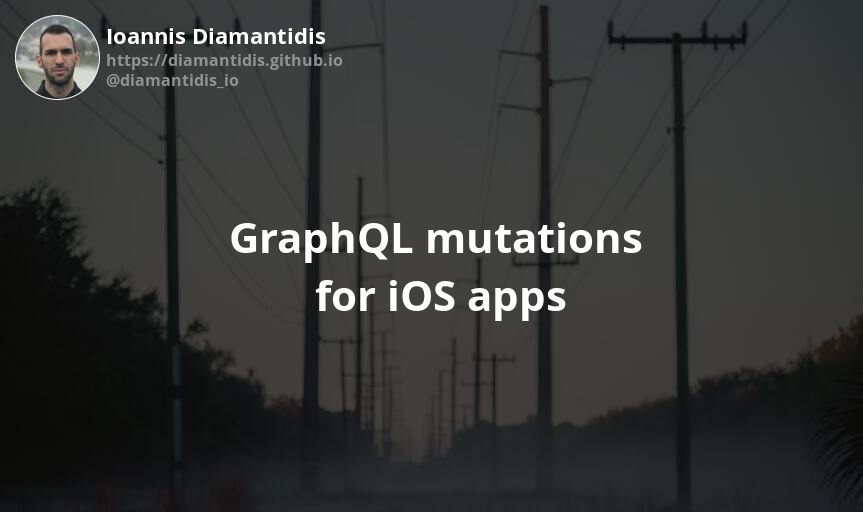 Ioannis Diamantidis
https://diamantidis.github.io
@diamantidis_io
GraphQL mutations
for iOS apps